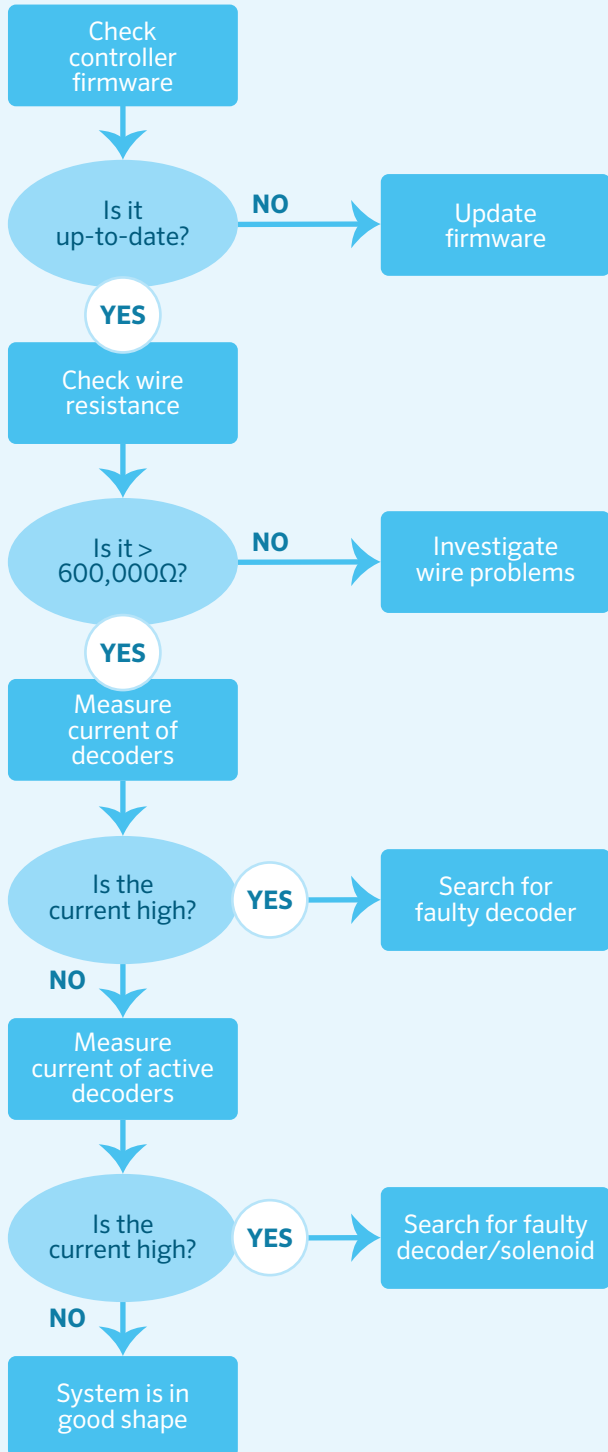 Check
controller
firmware
Is it
up-to-date?
NO
Update
firmware
YES
Check wire
resistance
Is it >
600,000Ω?
NO
Investigate
wire problems
YES
Measure
current of
decoders
Is the
current high?
YES
Search for
faulty decoder
NO
Measure
current of active
decoders
Is the
current high?
YES
Search for faulty
decoder/solenoid
NO
System is in
good shape